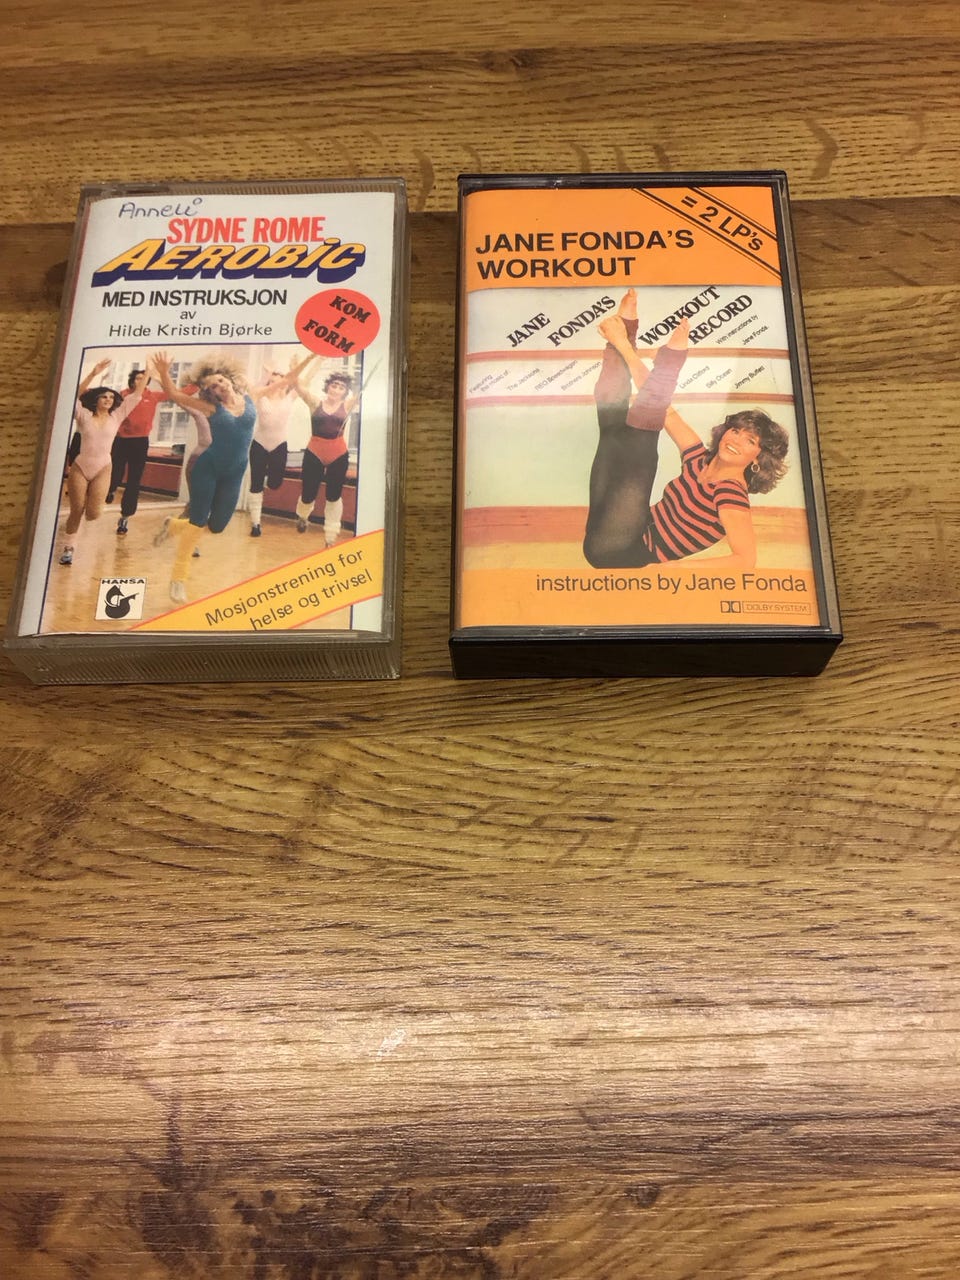 Anneli
SYDNE ROME
AEROBIC
MED INSTRUKSJON
av
Hilde Kristin Bjørke
KOM
I
FORM
HANSA
Mosjonstrening for
helse og trivsel
= 2 LP's
JANE FONDA'S
WORKOUT
JANE
FONDA'S
WORKOUT
RECORD
With instructions by
Jane Fonda
Featuring
the music of
The Jacksons
REO Speedwagon
Brothers Johnson
Linda Clifford
Billy Ocean
Jimmy Buffett
instructions by Jane Fonda
DOLBY SYSTEM